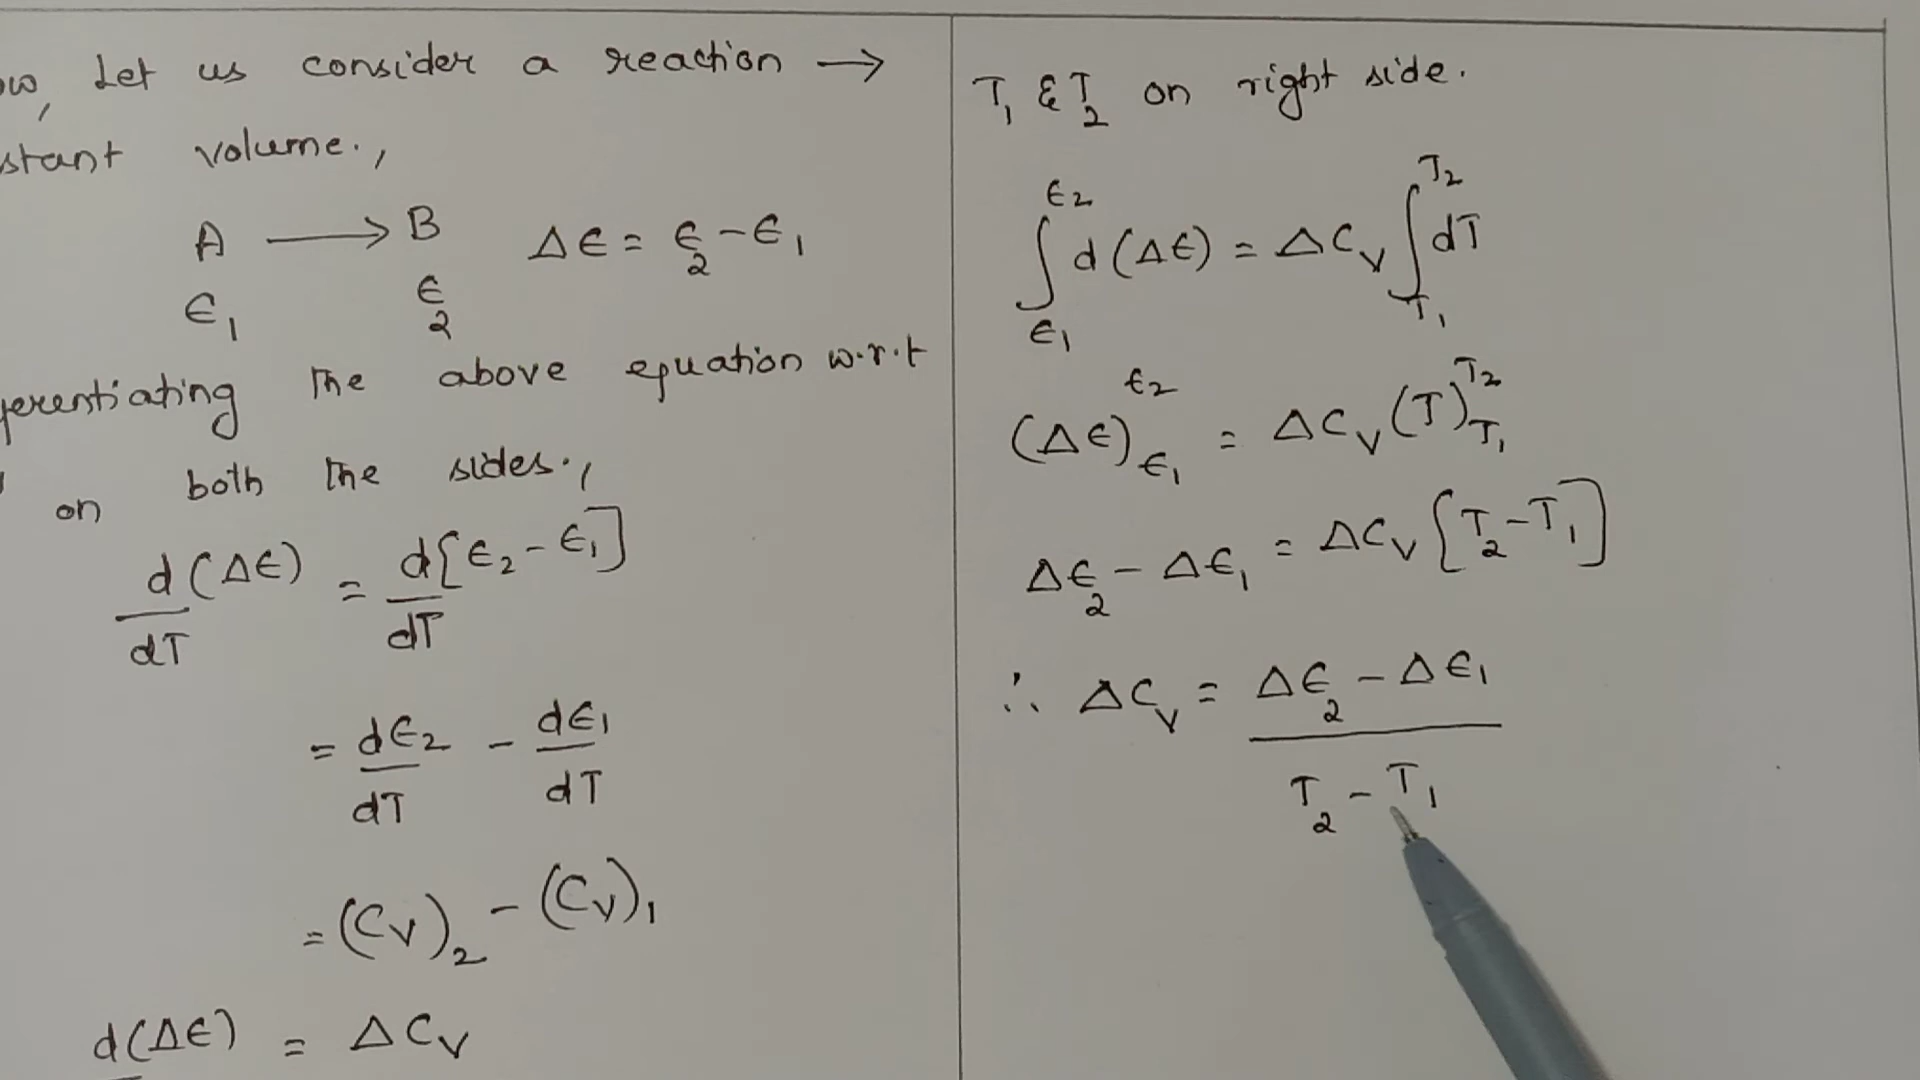 Let us consider a reaction →
volume.,
A → B ΔE = E₂ - E₁
E₁ E₂
the above equation w.r.t
on both the sides.,
d(ΔE)/dT = d[E₂ - E₁]/dT
= dE₂/dT - dE₁/dT
= (Cv)₂ - (Cv)₁
d(ΔE) = ΔCv
T₁ & T₂ on right side.
∫_{E₁}^{E₂} d(ΔE) = ΔCv ∫_{T₁}^{T₂} dT
(ΔE)_{E₁}^{E₂} = ΔCv (T)_{T₁}^{T₂}
ΔE₂ - ΔE₁ = ΔCv [T₂ - T₁]
∴ ΔCv = ΔE₂ - ΔE₁
T₂ - T₁